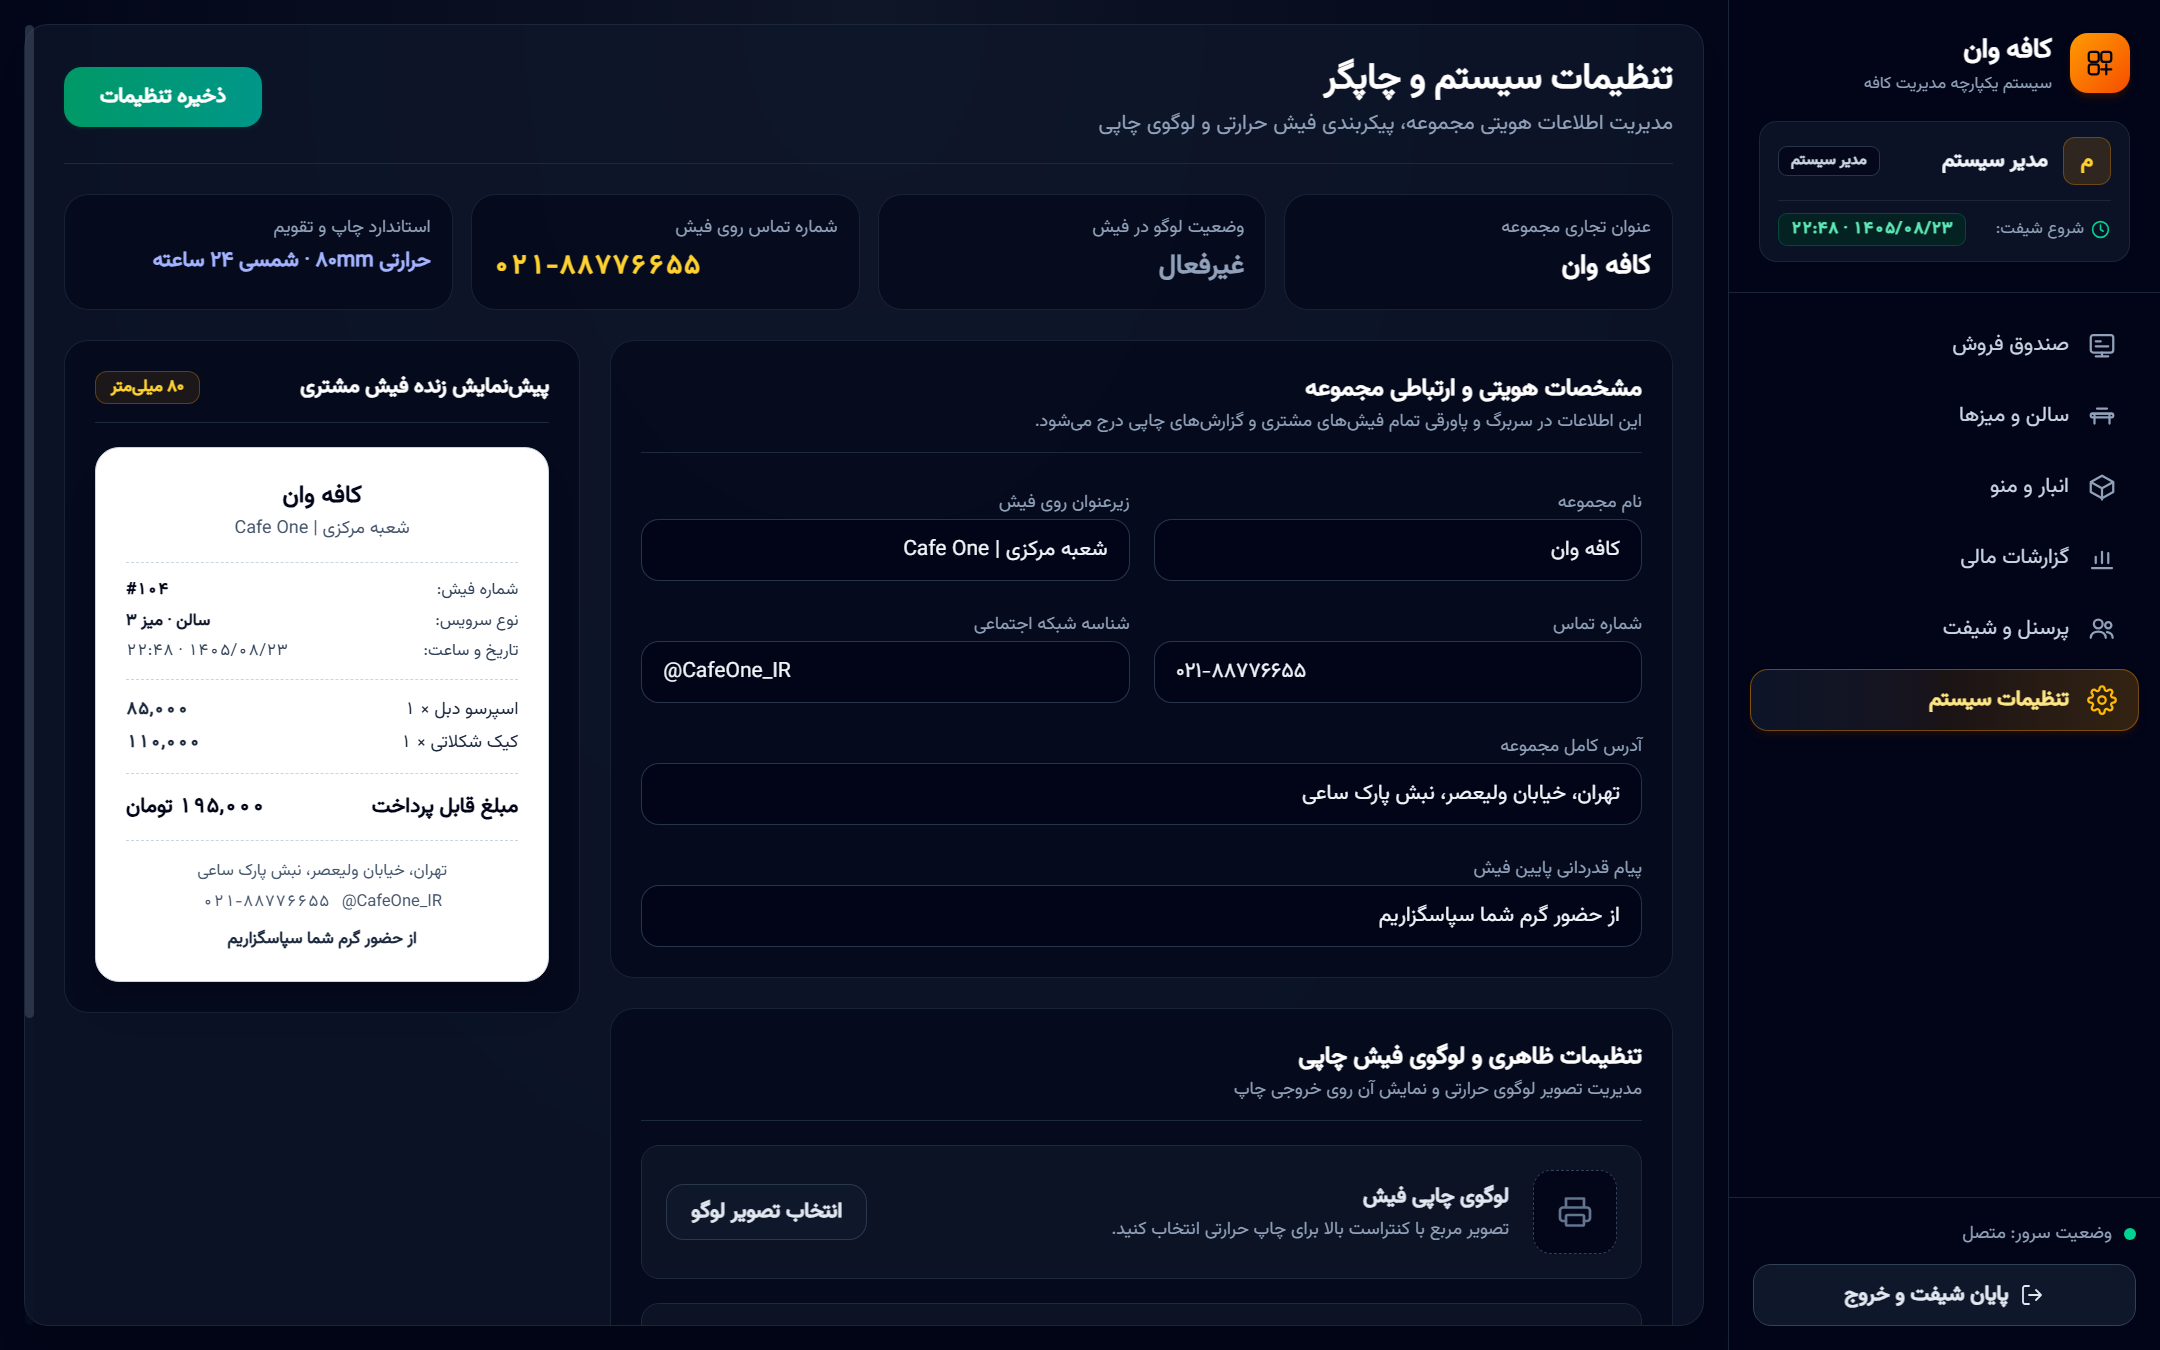 کافه وان
سیستم یکپارچه مدیریت کافه
م
مدیر سیستم
مدیر سیستم
شروع شیفت:
۱۴۰۵/۰۸/۲۳ · ۲۲:۴۸
صندوق فروش
سالن و میزها
انبار و منو
گزارشات مالی
پرسنل و شیفت
تنظیمات سیستم
وضعیت سرور: متصل
پایان شیفت و خروج
تنظیمات سیستم و چاپگر
مدیریت اطلاعات هویتی مجموعه، پیکربندی فیش حرارتی و لوگوی چاپی
ذخیره تنظیمات
عنوان تجاری مجموعه
کافه وان
وضعیت لوگو در فیش
غیرفعال
شماره تماس روی فیش
۰۲۱-۸۸۷۷۶۶۵۵
استاندارد چاپ و تقویم
حرارتی ۸۰mm · شمسی ۲۴ ساعته
مشخصات هویتی و ارتباطی مجموعه
این اطلاعات در سربرگ و پاورقی تمام فیش‌های مشتری و گزارش‌های چاپی درج می‌شود.
نام مجموعه
کافه وان
زیرعنوان روی فیش
شعبه مرکزی | Cafe One
شماره تماس
۰۲۱-۸۸۷۷۶۶۵۵
شناسه شبکه اجتماعی
@CafeOne_IR
آدرس کامل مجموعه
تهران، خیابان ولیعصر، نبش پارک ساعی
پیام قدردانی پایین فیش
از حضور گرم شما سپاسگزاریم
تنظیمات ظاهری و لوگوی فیش چاپی
مدیریت تصویر لوگوی حرارتی و نمایش آن روی خروجی چاپ
لوگوی چاپی فیش
تصویر مربع با کنتراست بالا برای چاپ حرارتی انتخاب کنید.
انتخاب تصویر لوگو
پیش‌نمایش زنده فیش مشتری
۸۰ میلی‌متر
کافه وان
شعبه مرکزی | Cafe One
شماره فیش:
#۱۰۴
نوع سرویس:
سالن · میز ۳
تاریخ و ساعت:
۱۴۰۵/۰۸/۲۳ · ۲۲:۴۸
اسپرسو دبل × ۱
۸۵,۰۰۰
کیک شکلاتی × ۱
۱۱۰,۰۰۰
مبلغ قابل پرداخت
۱۹۵,۰۰۰ تومان
تهران، خیابان ولیعصر، نبش پارک ساعی
۰۲۱-۸۸۷۷۶۶۵۵ @CafeOne_IR
از حضور گرم شما سپاسگزاریم